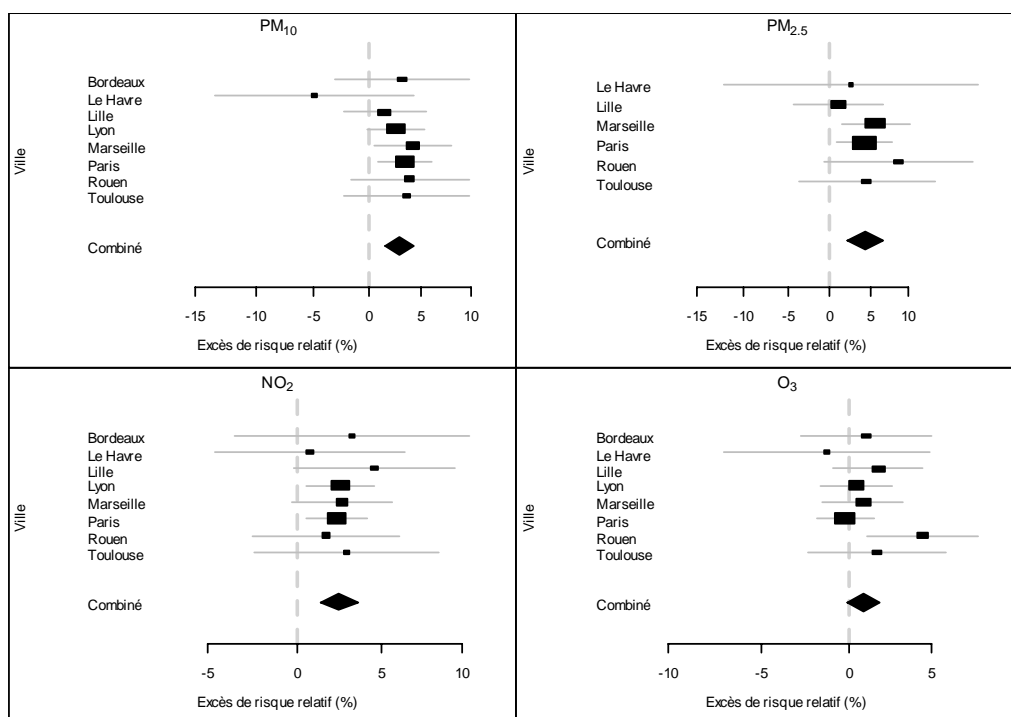 PM10
Ville
Bordeaux
Le Havre
Lille
Lyon
Marseille
Paris
Rouen
Toulouse
Combiné
-15 -10 -5 0 5 10
Excès de risque relatif (%)
PM2.5
Ville
Le Havre
Lille
Marseille
Paris
Rouen
Toulouse
Combiné
-15 -10 -5 0 5 10
Excès de risque relatif (%)
NO2
Ville
Bordeaux
Le Havre
Lille
Lyon
Marseille
Paris
Rouen
Toulouse
Combiné
-5 0 5 10
Excès de risque relatif (%)
O3
Ville
Bordeaux
Le Havre
Lille
Lyon
Marseille
Paris
Rouen
Toulouse
Combiné
-10 -5 0 5
Excès de risque relatif (%)